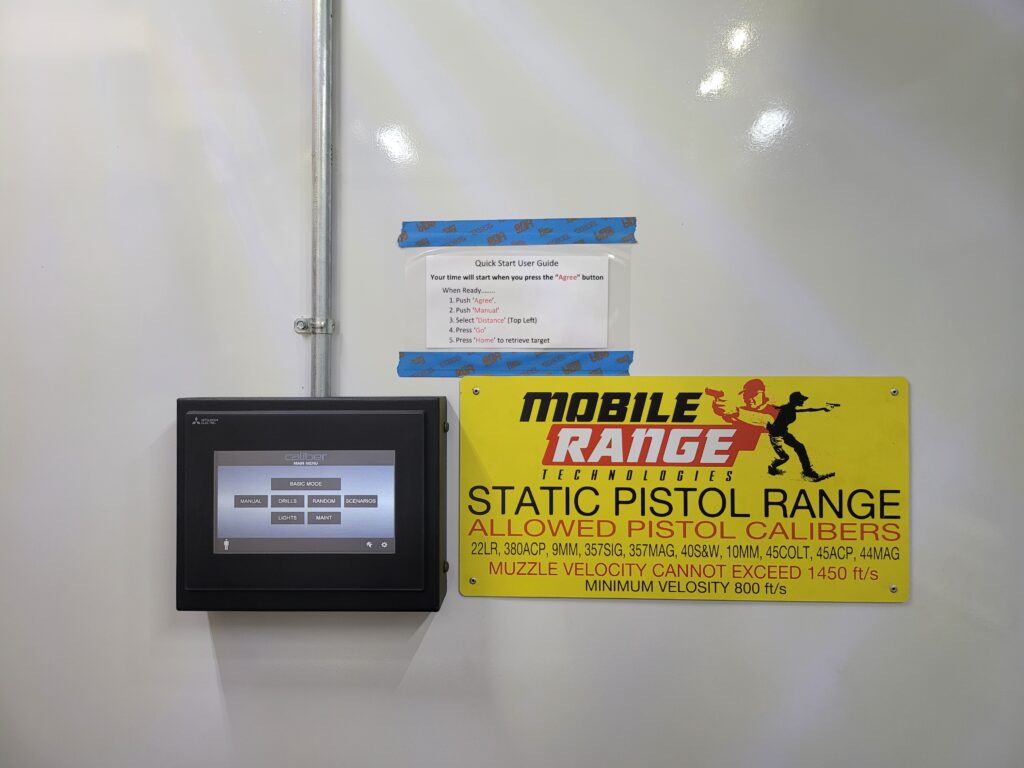 Quick Start User Guide
Your time will start when you press the "Agree" button
When Ready........
1. Push 'Agree'.
2. Push 'Manual'
3. Select 'Distance' (Top Left)
4. Press 'Go'
5. Press 'Home' to retrieve target
MITSUBISHI
ELECTRIC
caliber
MAIN MENU
BASIC MODE
MANUAL DRILLS RANDOM SCENARIOS
LIGHTS MAINT
MOBILE
RANGE
TECHNOLOGIES
STATIC PISTOL RANGE
ALLOWED PISTOL CALIBERS
22LR, 380ACP, 9MM, 357SIG, 357MAG, 40S&W, 10MM, 45COLT, 45ACP, 44MAG
MUZZLE VELOCITY CANNOT EXCEED 1450 ft/s
MINIMUM VELOSITY 800 ft/s